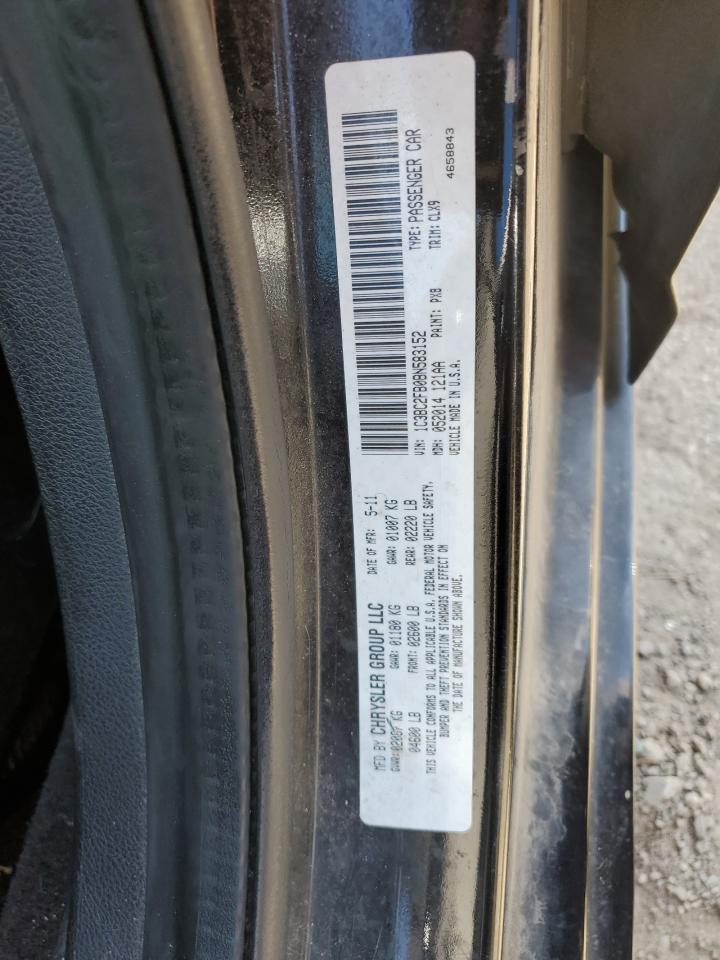 MFD BY CHRYSLER GROUP LLC DATE OF MFR: 5-11
GVWR: KG GAWR: 01180 KG GAWR: 01007 KG
04600 LB FRONT: 02600 LB REAR: 02220 LB
THIS VEHICLE CONFORMS TO ALL APPLICABLE U.S.A. FEDERAL MOTOR VEHICLE SAFETY,
BUMPER AND THEFT PREVENTION STANDARDS IN EFFECT ON
THE DATE OF MANUFACTURE SHOWN ABOVE.
VIN: 1C3BC2FB0BN583152 TYPE: PASSENGER CAR
MDH: 052014 121AA PAINT: PXB TRIM: CLX9
VEHICLE MADE IN U.S.A. 4658843